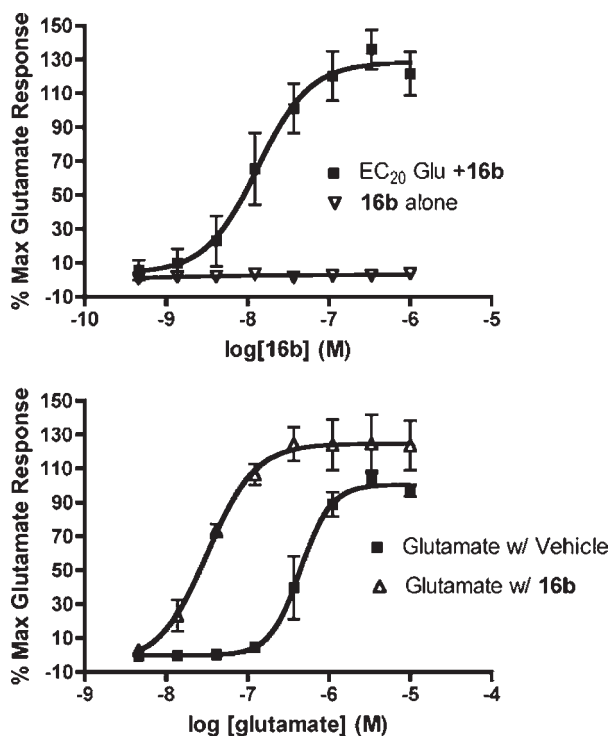 % Max Glutamate Response
150
130
110
90
70
50
30
10
-10
EC20 Glu +16b
16b alone
-10 -9 -8 -7 -6 -5
log[16b] (M)
% Max Glutamate Response
150
130
110
90
70
50
30
10
-10
Glutamate w/ Vehicle
Glutamate w/ 16b
-9 -8 -7 -6 -5 -4
log [glutamate] (M)